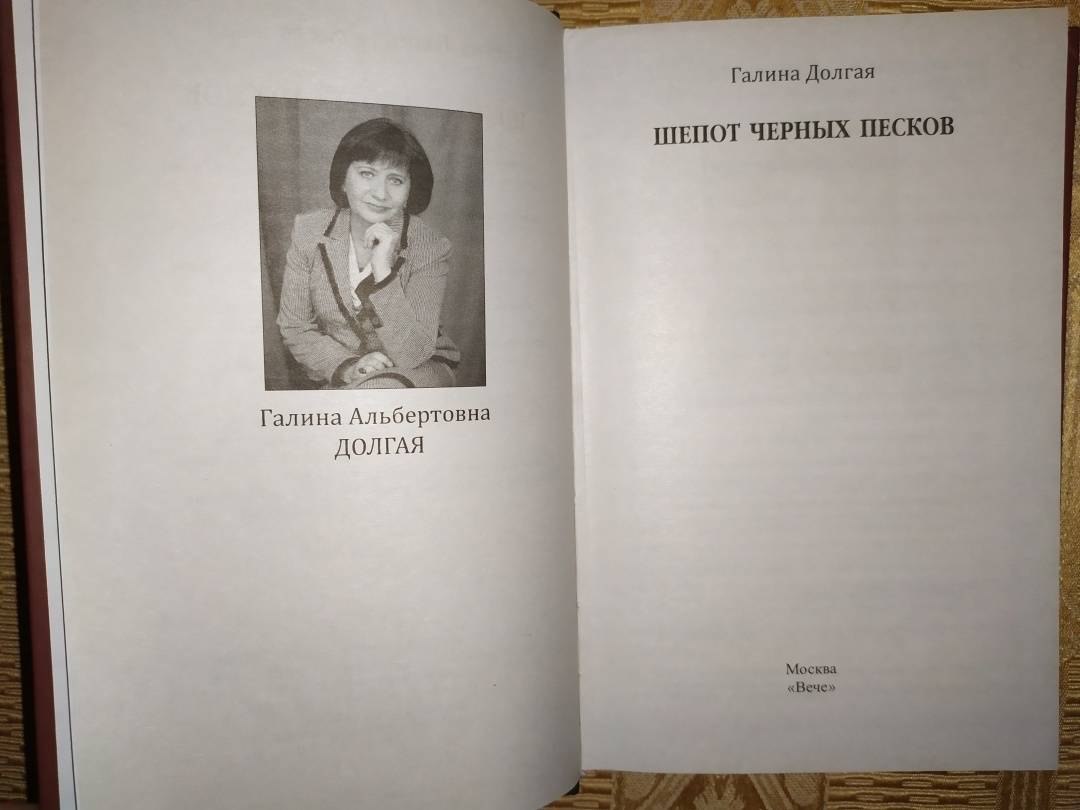 Галина Альбертовна
ДОЛГАЯ
Галина Долгая
ШЕПОТ ЧЕРНЫХ ПЕСКОВ
Москва
«Вече»